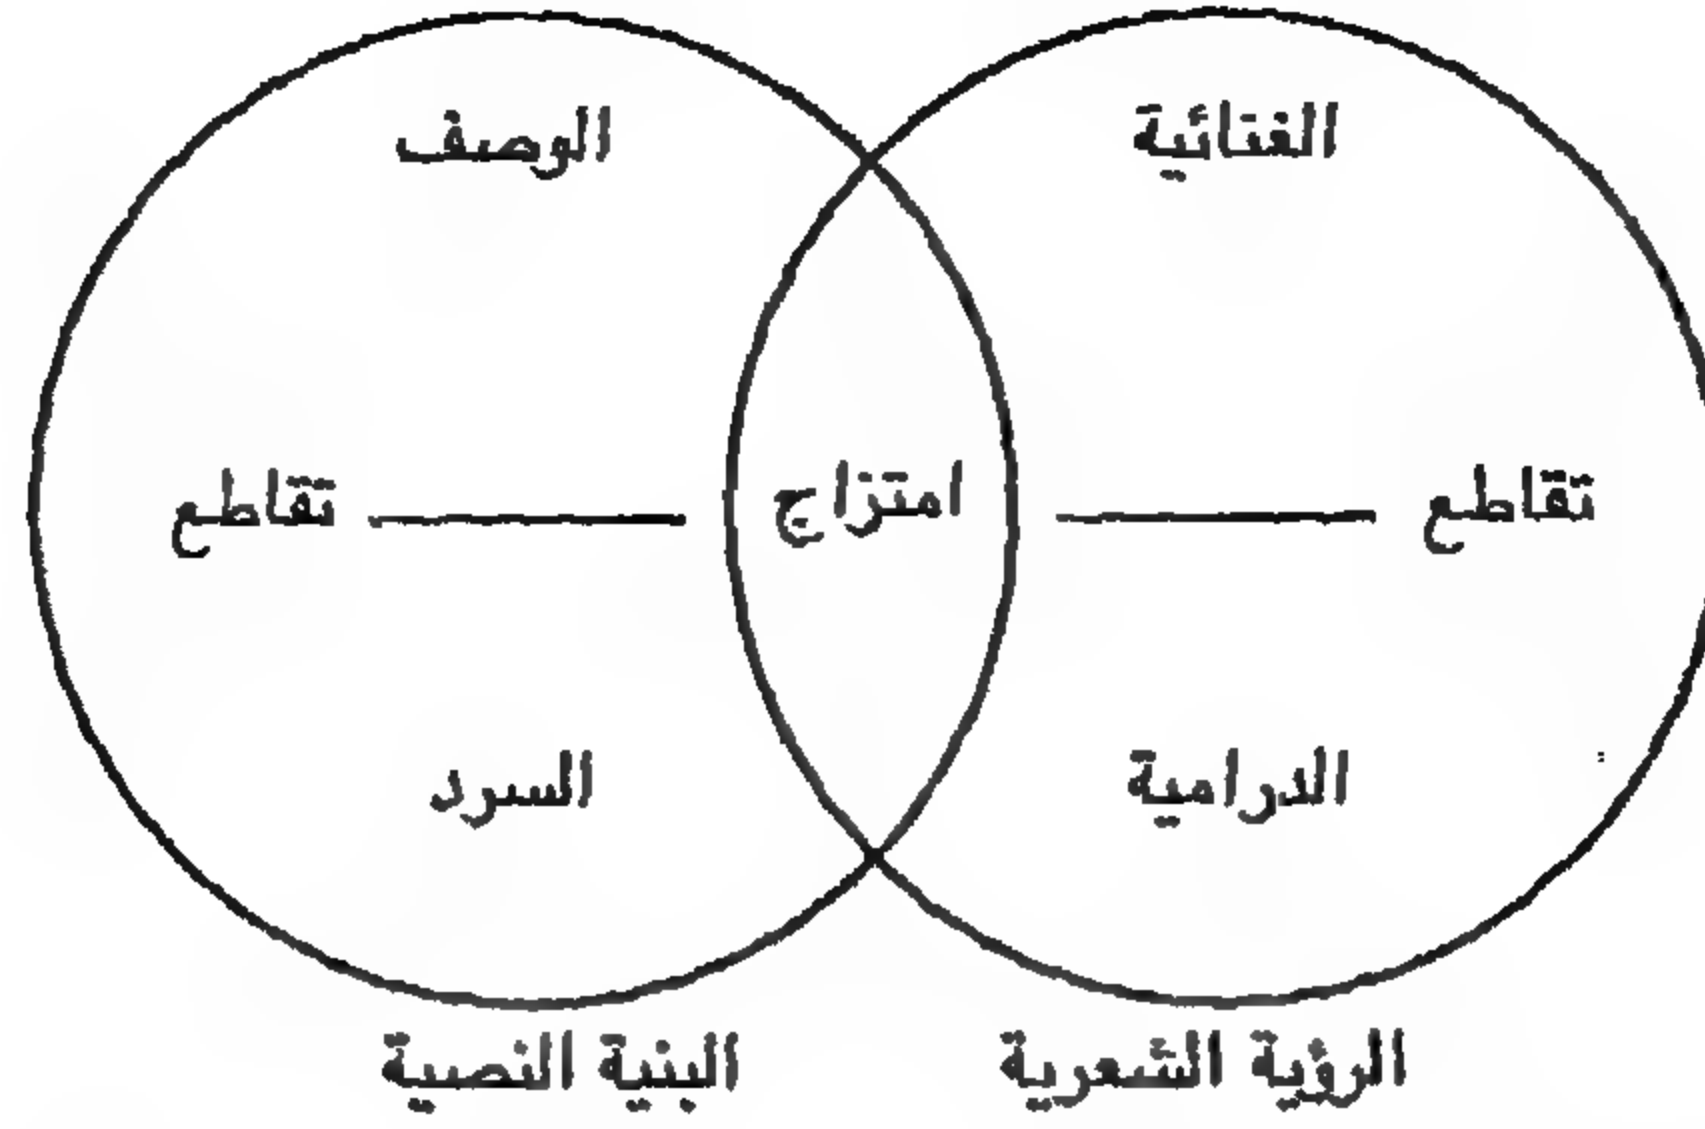 الغنائية
الوصف
تقاطع امتزاج تقاطع
الدرامية
السرد
الرؤية الشعرية
البنية النصية